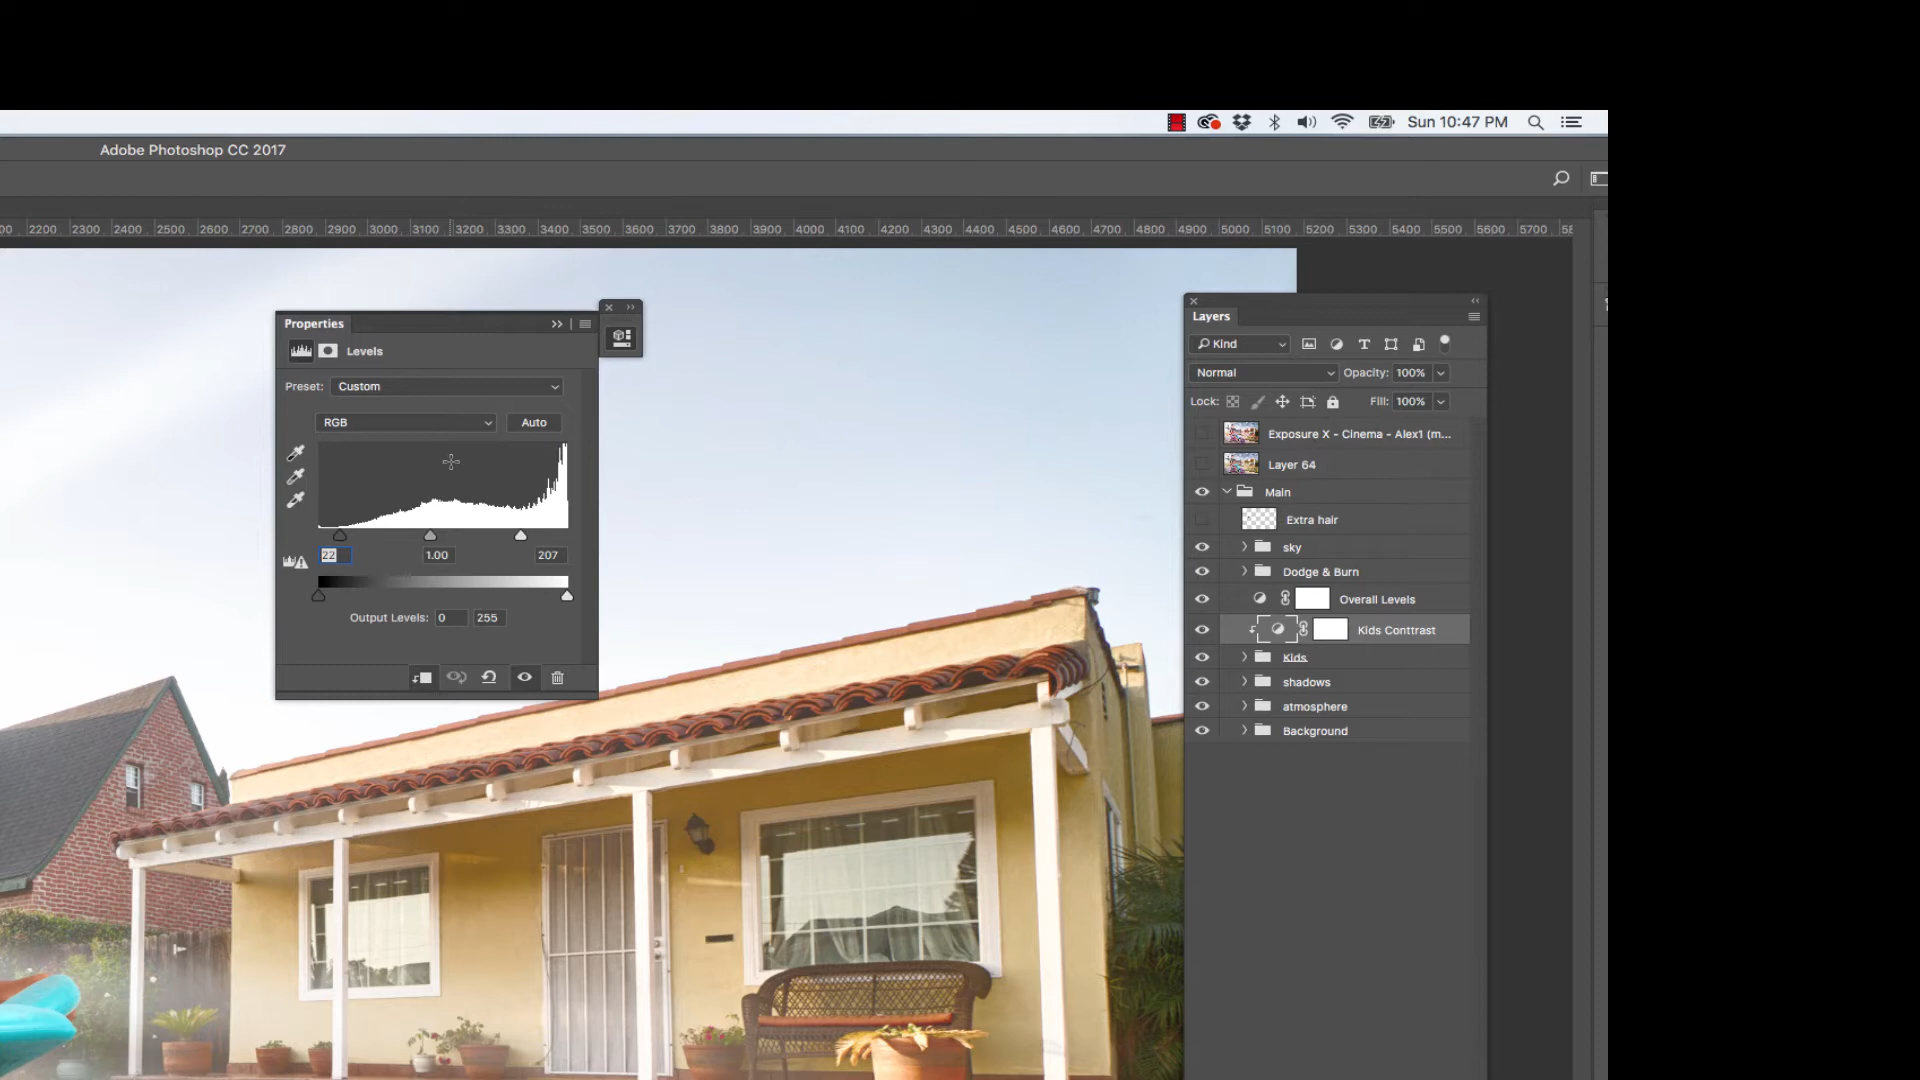 Sun 10:47 PM
Adobe Photoshop CC 2017
2200 2300 2400 2500 2600 2700 2800 2900 3000 3100 3200 3300 3400 3500 3600 3700 3800 3900 4000 4100 4200 4300 4400 4500 4600 4700 4800 4900 5000 5100 5200 5300 5400 5500 5600 5700
Properties
Levels
Preset: Custom
RGB
Auto
22 1.00 207
Output Levels: 0 255
Layers
Kind
Normal Opacity: 100%
Lock: Fill: 100%
Exposure X - Cinema - Alex1 (m...
Layer 64
Main
Extra hair
sky
Dodge & Burn
Overall Levels
Kids Conttrast
Kids
shadows
atmosphere
Background